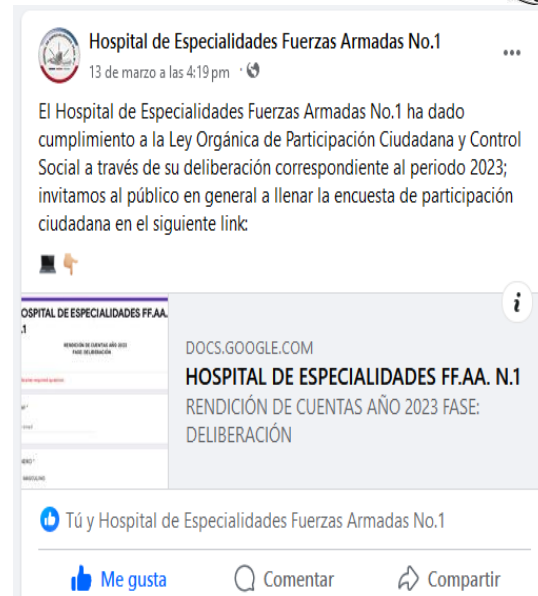 Hospital de Especialidades Fuerzas Armadas No.1
13 de marzo a las 4:19 pm ·
El Hospital de Especialidades Fuerzas Armadas No.1 ha dado
cumplimiento a la Ley Orgánica de Participación Ciudadana y Control
Social a través de su deliberación correspondiente al periodo 2023;
invitamos al público en general a llenar la encuesta de participación
ciudadana en el siguiente link:
OSPITAL DE ESPECIALIDADES FF.AA.
.1
RENDICIÓN DE CUENTAS AÑO 2023
FASE DELIBERACIÓN
MASCULINO
DOCS.GOOGLE.COM
HOSPITAL DE ESPECIALIDADES FF.AA. N.1
RENDICIÓN DE CUENTAS AÑO 2023 FASE:
DELIBERACIÓN
Tú y Hospital de Especialidades Fuerzas Armadas No.1
Me gusta
Comentar
Compartir